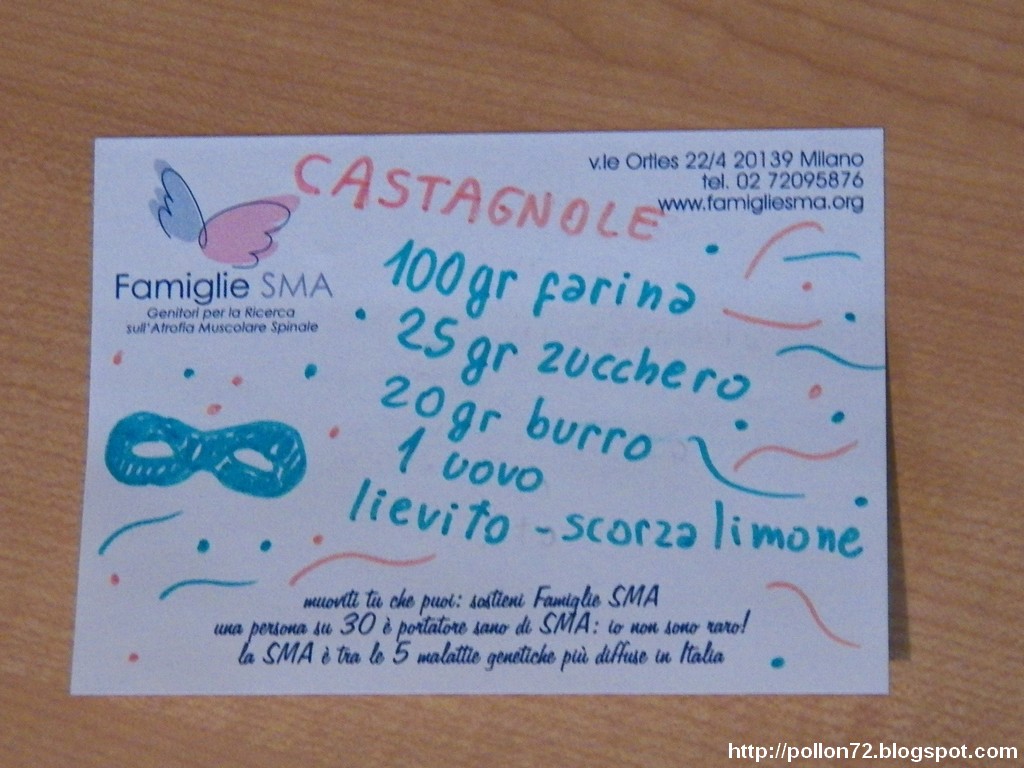 CASTAGNOLE
v.le Ortles 22/4 20139 Milano
tel. 02 72095876
www.famigliesma.org
Famiglie SMA
Genitori per la Ricerca
sull'Atrofia Muscolare Spinale
100gr farina
25gr zucchero
20gr burro
1 uovo
lievito - scorza limone
muoviti tu che puoi: sostieni Famiglie SMA
una persona su 30 è portatore sano di SMA: io non sono raro!
la SMA è tra le 5 malattie genetiche più diffuse in Italia
http://pollon72.blogspot.com